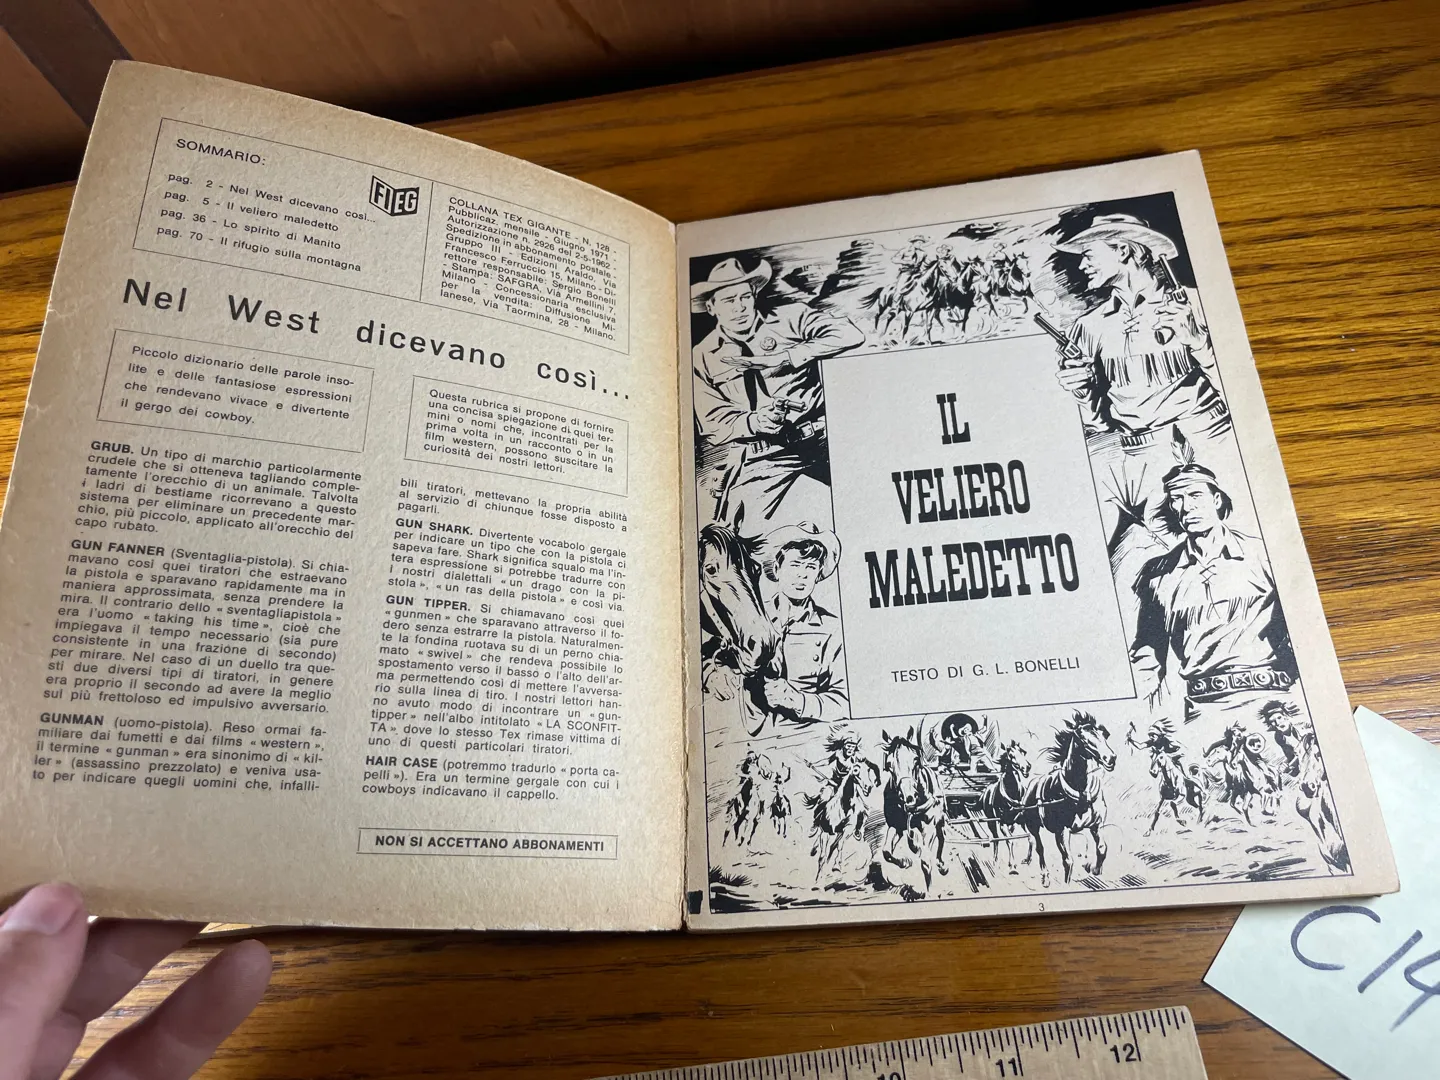 SOMMARIO:
pag. 2 - Nel West dicevano così...
pag. 5 - Il veliero maledetto
pag. 36 - Lo spirito di Manito
pag. 70 - Il rifugio sulla montagna
FIEG
COLLANA TEX GIGANTE - N. 128 -
Pubblicaz. mensile - Giugno 1971 -
Autorizzazione n. 2926 del 2-5-1962 -
Spedizione in abbonamento postale -
Gruppo III - Edizioni Araldo, Via
Francesco Ferruccio 15, Milano - Di-
rettore responsabile: Sergio Bonelli
- Stampa: SAFGRA, Via Armellini 7,
Milano - Concessionaria esclusiva
per la vendita: Diffusione Mi-
lanese, Via Taormina, 28 - Milano.
Nel West dicevano così...
Piccolo dizionario delle parole inso-
lite e delle fantasiose espressioni
che rendevano vivace e divertente
il gergo dei cowboy.
Questa rubrica si propone di fornire
una concisa spiegazione di quei ter-
mini o nomi che, incontrati per la
prima volta in un racconto o in un
film western, possono suscitare la
curiosità dei nostri lettori.
GRUB. Un tipo di marchio particolarmente
crudele che si otteneva tagliando comple-
tamente l'orecchio di un animale. Talvolta
i ladri di bestiame ricorrevano a questo
sistema per eliminare un precedente mar-
chio, più piccolo, applicato all'orecchio del
capo rubato.
GUN FANNER (Sventaglia-pistola). Si chia-
mavano così quei tiratori che estraevano
la pistola e sparavano rapidamente ma in
maniera approssimata, senza prendere la
mira. Il contrario dello « sventagliapistola »
era l'uomo « taking his time », cioè che
impiegava il tempo necessario (sia pure
consistente in una frazione di secondo)
per mirare. Nel caso di un duello tra que-
sti due diversi tipi di tiratori, in genere
era proprio il secondo ad avere la meglio
sul più frettoloso ed impulsivo avversario.
GUNMAN (uomo-pistola). Reso ormai fa-
miliare dai fumetti e dai films « western »,
il termine « gunman » era sinonimo di « kil-
ler » (assassino prezzolato) e veniva usa-
to per indicare quegli uomini che, infalli-
bili tiratori, mettevano la propria abilità
al servizio di chiunque fosse disposto a
pagarli.
GUN SHARK. Divertente vocabolo gergale
per indicare un tipo che con la pistola ci
sapeva fare. Shark significa squalo ma l'in-
tera espressione si potrebbe tradurre con
I nostri dialettali « un drago con la pi-
stola », « un ras della pistola » e così via.
GUN TIPPER. Si chiamavano così quei
« gunmen » che sparavano attraverso il fo-
dero senza estrarre la pistola. Naturalmen-
te la fondina ruotava su di un perno chia-
mato « swivel » che rendeva possibile lo
spostamento verso il basso o l'alto dell'ar-
ma permettendo così di mettere l'avversa-
rio sulla linea di tiro. I nostri lettori han-
no avuto modo di incontrare un « gun-
tipper » nell'albo intitolato « LA SCONFIT-
TA » dove lo stesso Tex rimase vittima di
uno di questi particolari tiratori.
HAIR CASE (potremmo tradurlo « porta ca-
pelli »). Era un termine gergale con cui i
cowboys indicavano il cappello.
NON SI ACCETTANO ABBONAMENTI
IL
VELIERO
MALEDETTO
TESTO DI G. L. BONELLI
3
C14
10 11 12